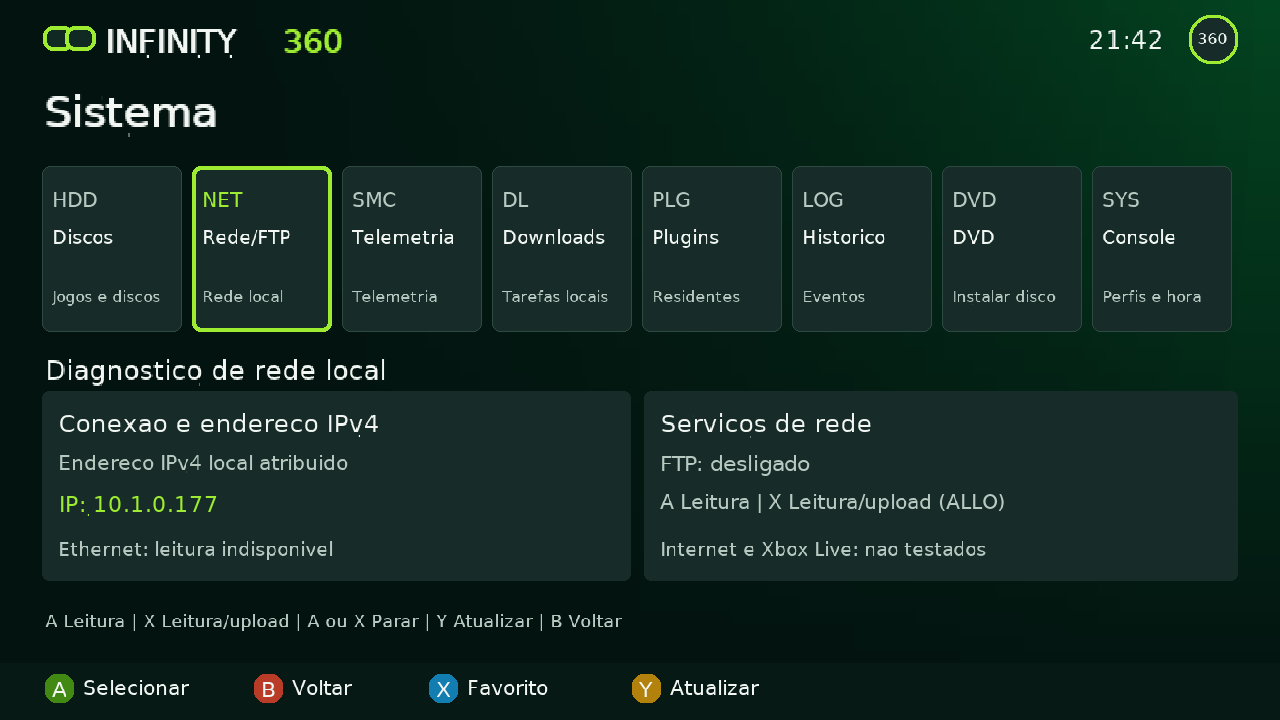 INFINITY 360
21:42
360
Sistema
HDD
Discos
Jogos e discos
NET
Rede/FTP
Rede local
SMC
Telemetria
Telemetria
DL
Downloads
Tarefas locais
PLG
Plugins
Residentes
LOG
Historico
Eventos
DVD
DVD
Instalar disco
SYS
Console
Perfis e hora
Diagnostico de rede local
Conexao e endereco IPv4
Endereco IPv4 local atribuido
IP: 10.1.0.177
Ethernet: leitura indisponivel
Servicos de rede
FTP: desligado
A Leitura | X Leitura/upload (ALLO)
Internet e Xbox Live: nao testados
A Leitura | X Leitura/upload | A ou X Parar | Y Atualizar | B Voltar
A Selecionar
B Voltar
X Favorito
Y Atualizar